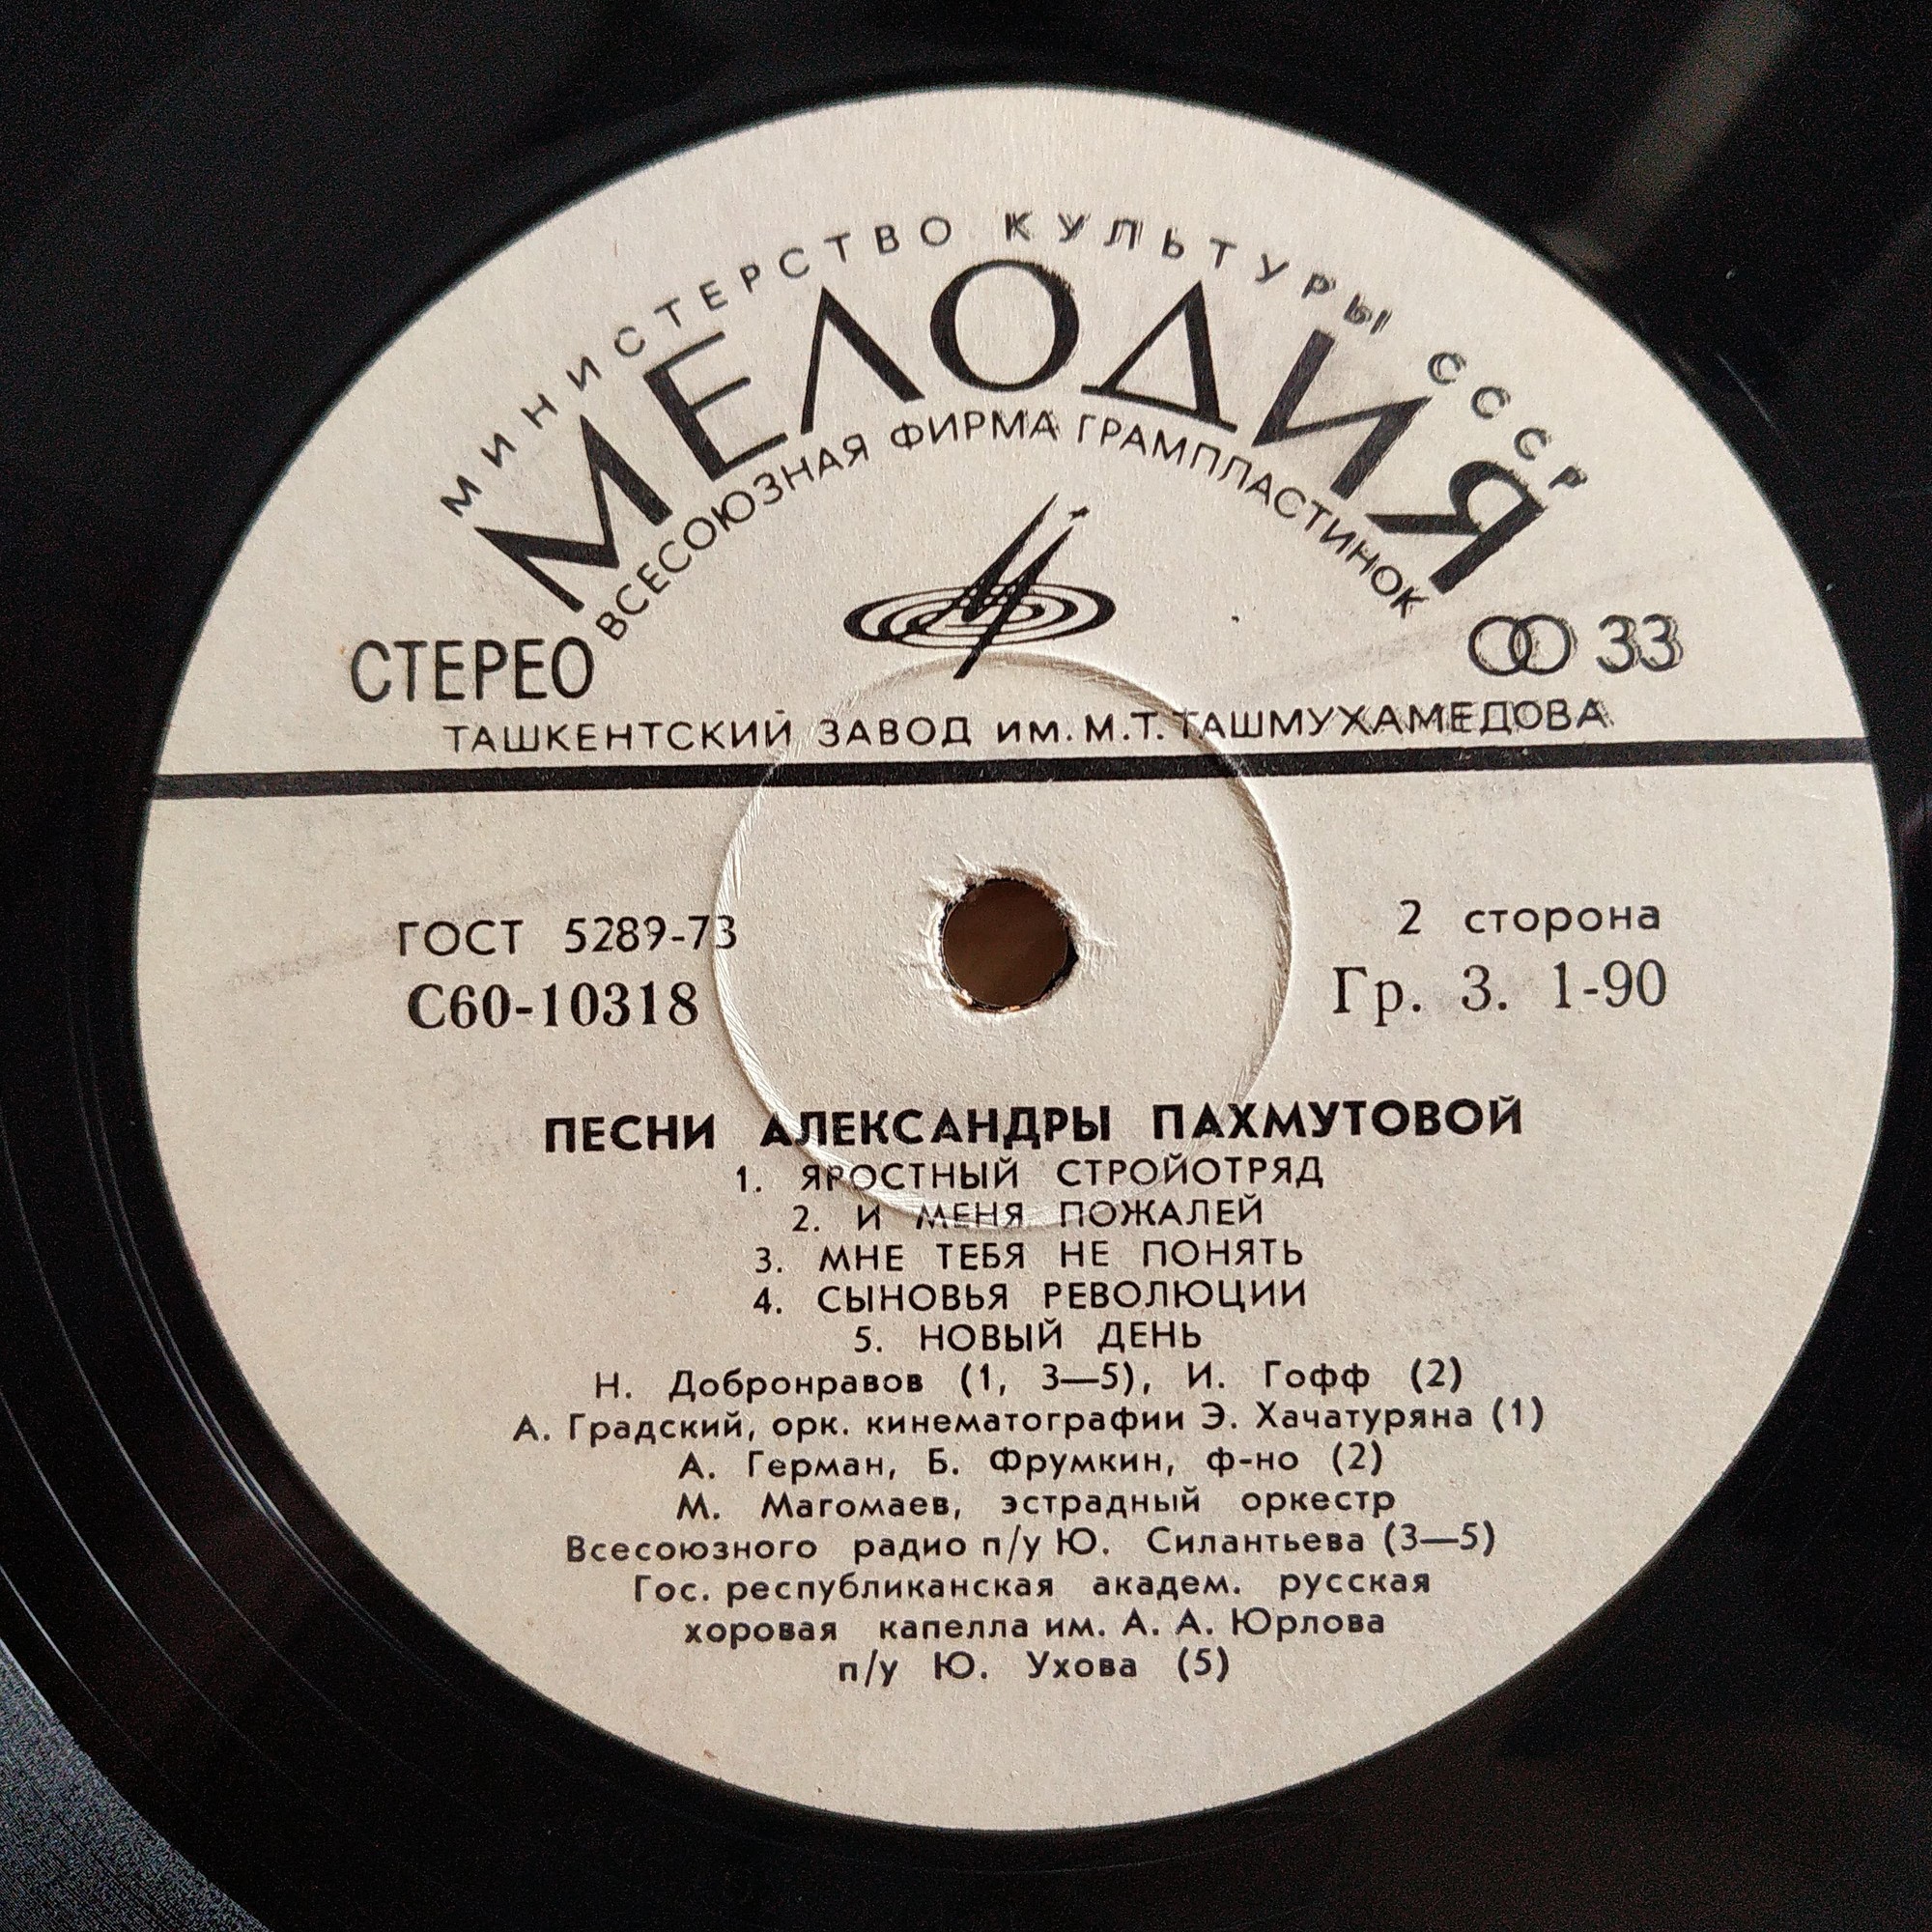 МИНИСТЕРСТВО КУЛЬТУРЫ СССР
МЕЛОДИЯ
ВСЕСОЮЗНАЯ ФИРМА ГРАМПЛАСТИНОК
СТЕРЕО
33
ТАШКЕНТСКИЙ ЗАВОД им. М.Т. ТАШМУХАМЕДОВА
ГОСТ 5289-73
2 сторона
С60-10318
Гр. 3. 1-90
ПЕСНИ АЛЕКСАНДРЫ ПАХМУТОВОЙ
1. ЯРОСТНЫЙ СТРОЙОТРЯД
2. И МЕНЯ ПОЖАЛЕЙ
3. МНЕ ТЕБЯ НЕ ПОНЯТЬ
4. СЫНОВЬЯ РЕВОЛЮЦИИ
5. НОВЫЙ ДЕНЬ
Н. Добронравов (1, 3—5), И. Гофф (2)
А. Градский, орк. кинематографии Э. Хачатуряна (1)
А. Герман, Б. Фрумкин, ф-но (2)
М. Магомаев, эстрадный оркестр
Всесоюзного радио п/у Ю. Силантьева (3—5)
Гос. республиканская академ. русская
хоровая капелла им. А. А. Юрлова
п/у Ю. Ухова (5)